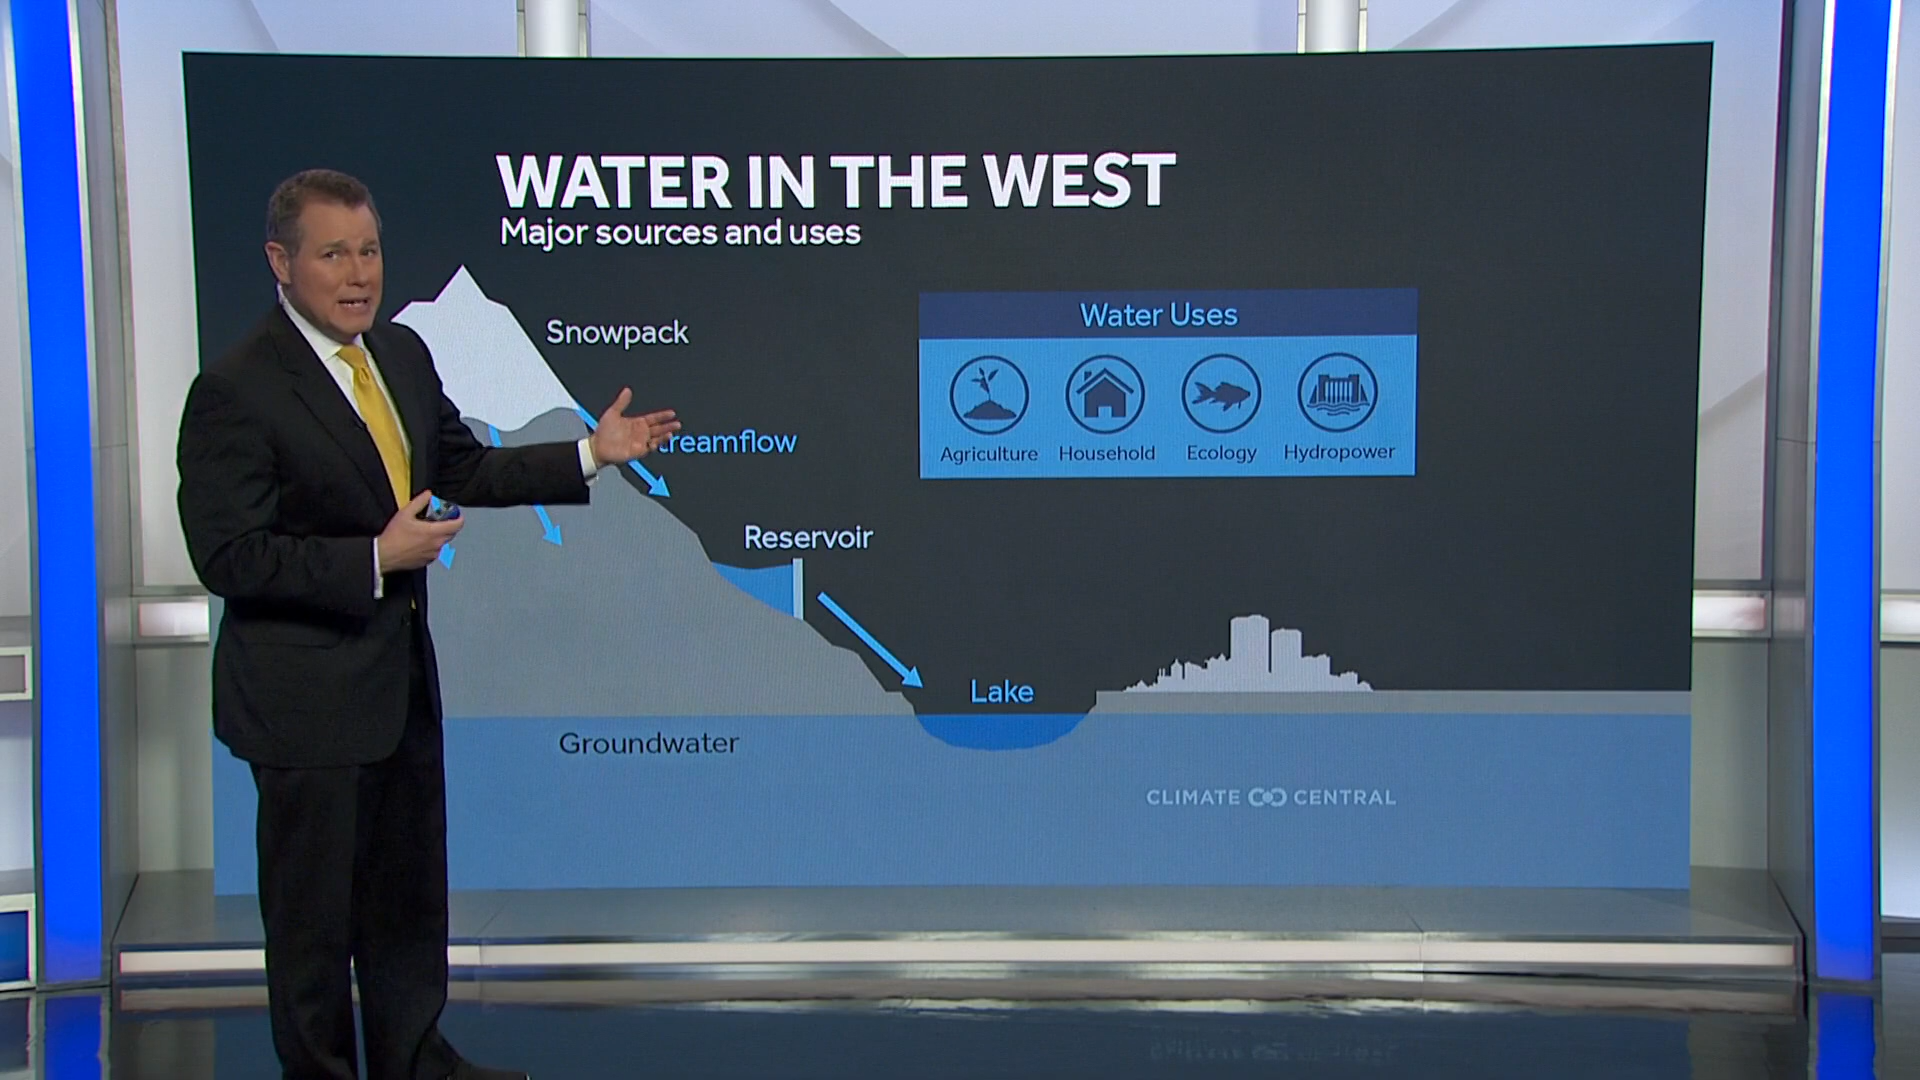 WATER IN THE WEST
Major sources and uses
Snowpack
Water Uses
Agriculture Household Ecology Hydropower
treamflow
Reservoir
Lake
Groundwater
CLIMATE CENTRAL